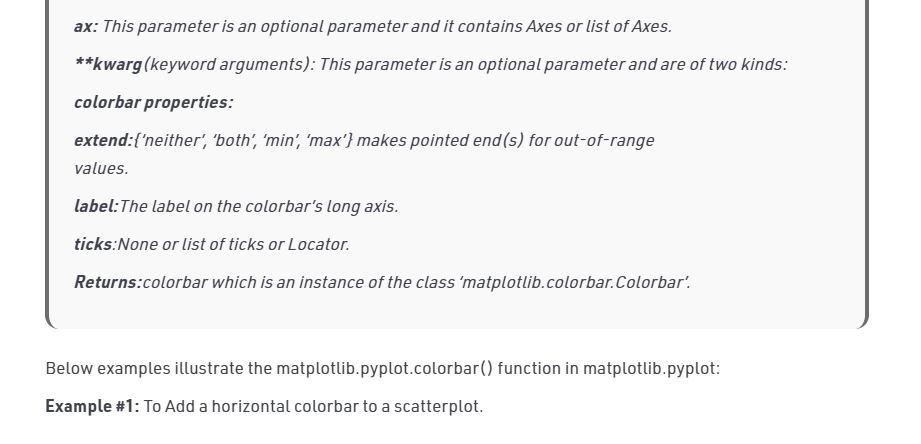 ax: This parameter is an optional parameter and it contains Axes or list of Axes.
**kwarg(keyword arguments): This parameter is an optional parameter and are of two kinds:
colorbar properties:
extend:{‘neither’, ‘both’, ‘min’, ‘max’} makes pointed end(s) for out-of-range
values.
label:The label on the colorbar’s long axis.
ticks:None or list of ticks or Locator.
Returns:colorbar which is an instance of the class ‘matplotlib.colorbar.Colorbar’.
Below examples illustrate the matplotlib.pyplot.colorbar() function in matplotlib.pyplot:
Example #1: To Add a horizontal colorbar to a scatterplot.